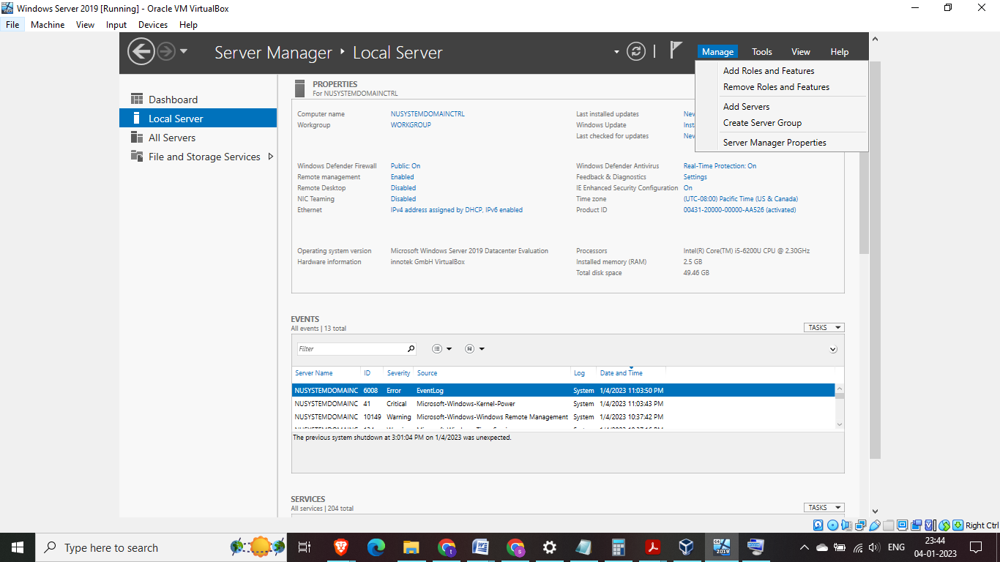 Windows Server 2019 [Running] - Oracle VM VirtualBox
File Machine View Input Devices Help
Server Manager ‣ Local Server
Manage Tools View Help
Add Roles and Features
Remove Roles and Features
Add Servers
Create Server Group
Server Manager Properties
Dashboard
Local Server
All Servers
File and Storage Services
PROPERTIES
For NUSYSTEMDOMAINCTRL
Computer name NUSYSTEMDOMAINCTRL
Workgroup WORKGROUP
Last installed updates
Windows Update
Last checked for updates
Windows Defender Firewall Public: On
Remote management Enabled
Remote Desktop Disabled
NIC Teaming Disabled
Ethernet IPv4 address assigned by DHCP, IPv6 enabled
Windows Defender Antivirus Real-Time Protection: On
Feedback & Diagnostics Settings
IE Enhanced Security Configuration On
Time zone (UTC-08:00) Pacific Time (US & Canada)
Product ID 00431-20000-00000-AA526 (activated)
Operating system version Microsoft Windows Server 2019 Datacenter Evaluation
Hardware information innotek GmbH VirtualBox
Processors Intel(R) Core(TM) i5-6200U CPU @ 2.30GHz
Installed memory (RAM) 2.5 GB
Total disk space 49.46 GB
EVENTS
All events | 13 total
TASKS
Filter
Server Name ID Severity Source Log Date and Time
NUSYSTEMDOMAINC 6008 Error EventLog System 1/4/2023 11:03:50 PM
NUSYSTEMDOMAINC 41 Critical Microsoft-Windows-Kernel-Power System 1/4/2023 11:03:43 PM
NUSYSTEMDOMAINC 10149 Warning Microsoft-Windows-Windows Remote Management System 1/4/2023 10:37:42 PM
The previous system shutdown at 3:01:04 PM on 1/4/2023 was unexpected.
SERVICES
All services | 204 total
TASKS
Right Ctrl
Type here to search
2019
ENG
23:44
04-01-2023